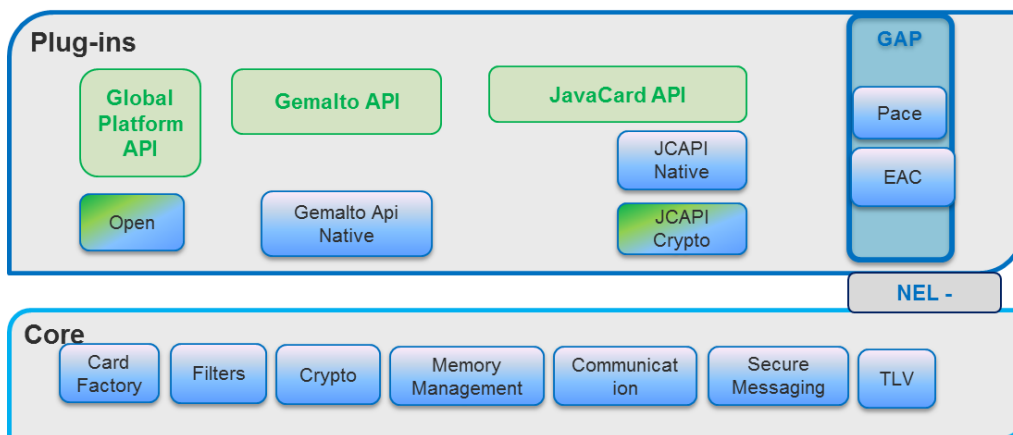 Plug-ins
GAP
Global
Platform
API
Gemalto API
JavaCard API
Pace
JCAPI
Native
EAC
Open
Gemalto Api
Native
JCAPI
Crypto
NEL -
Core
Card
Factory
Filters
Crypto
Memory
Management
Communicat
ion
Secure
Messaging
TLV